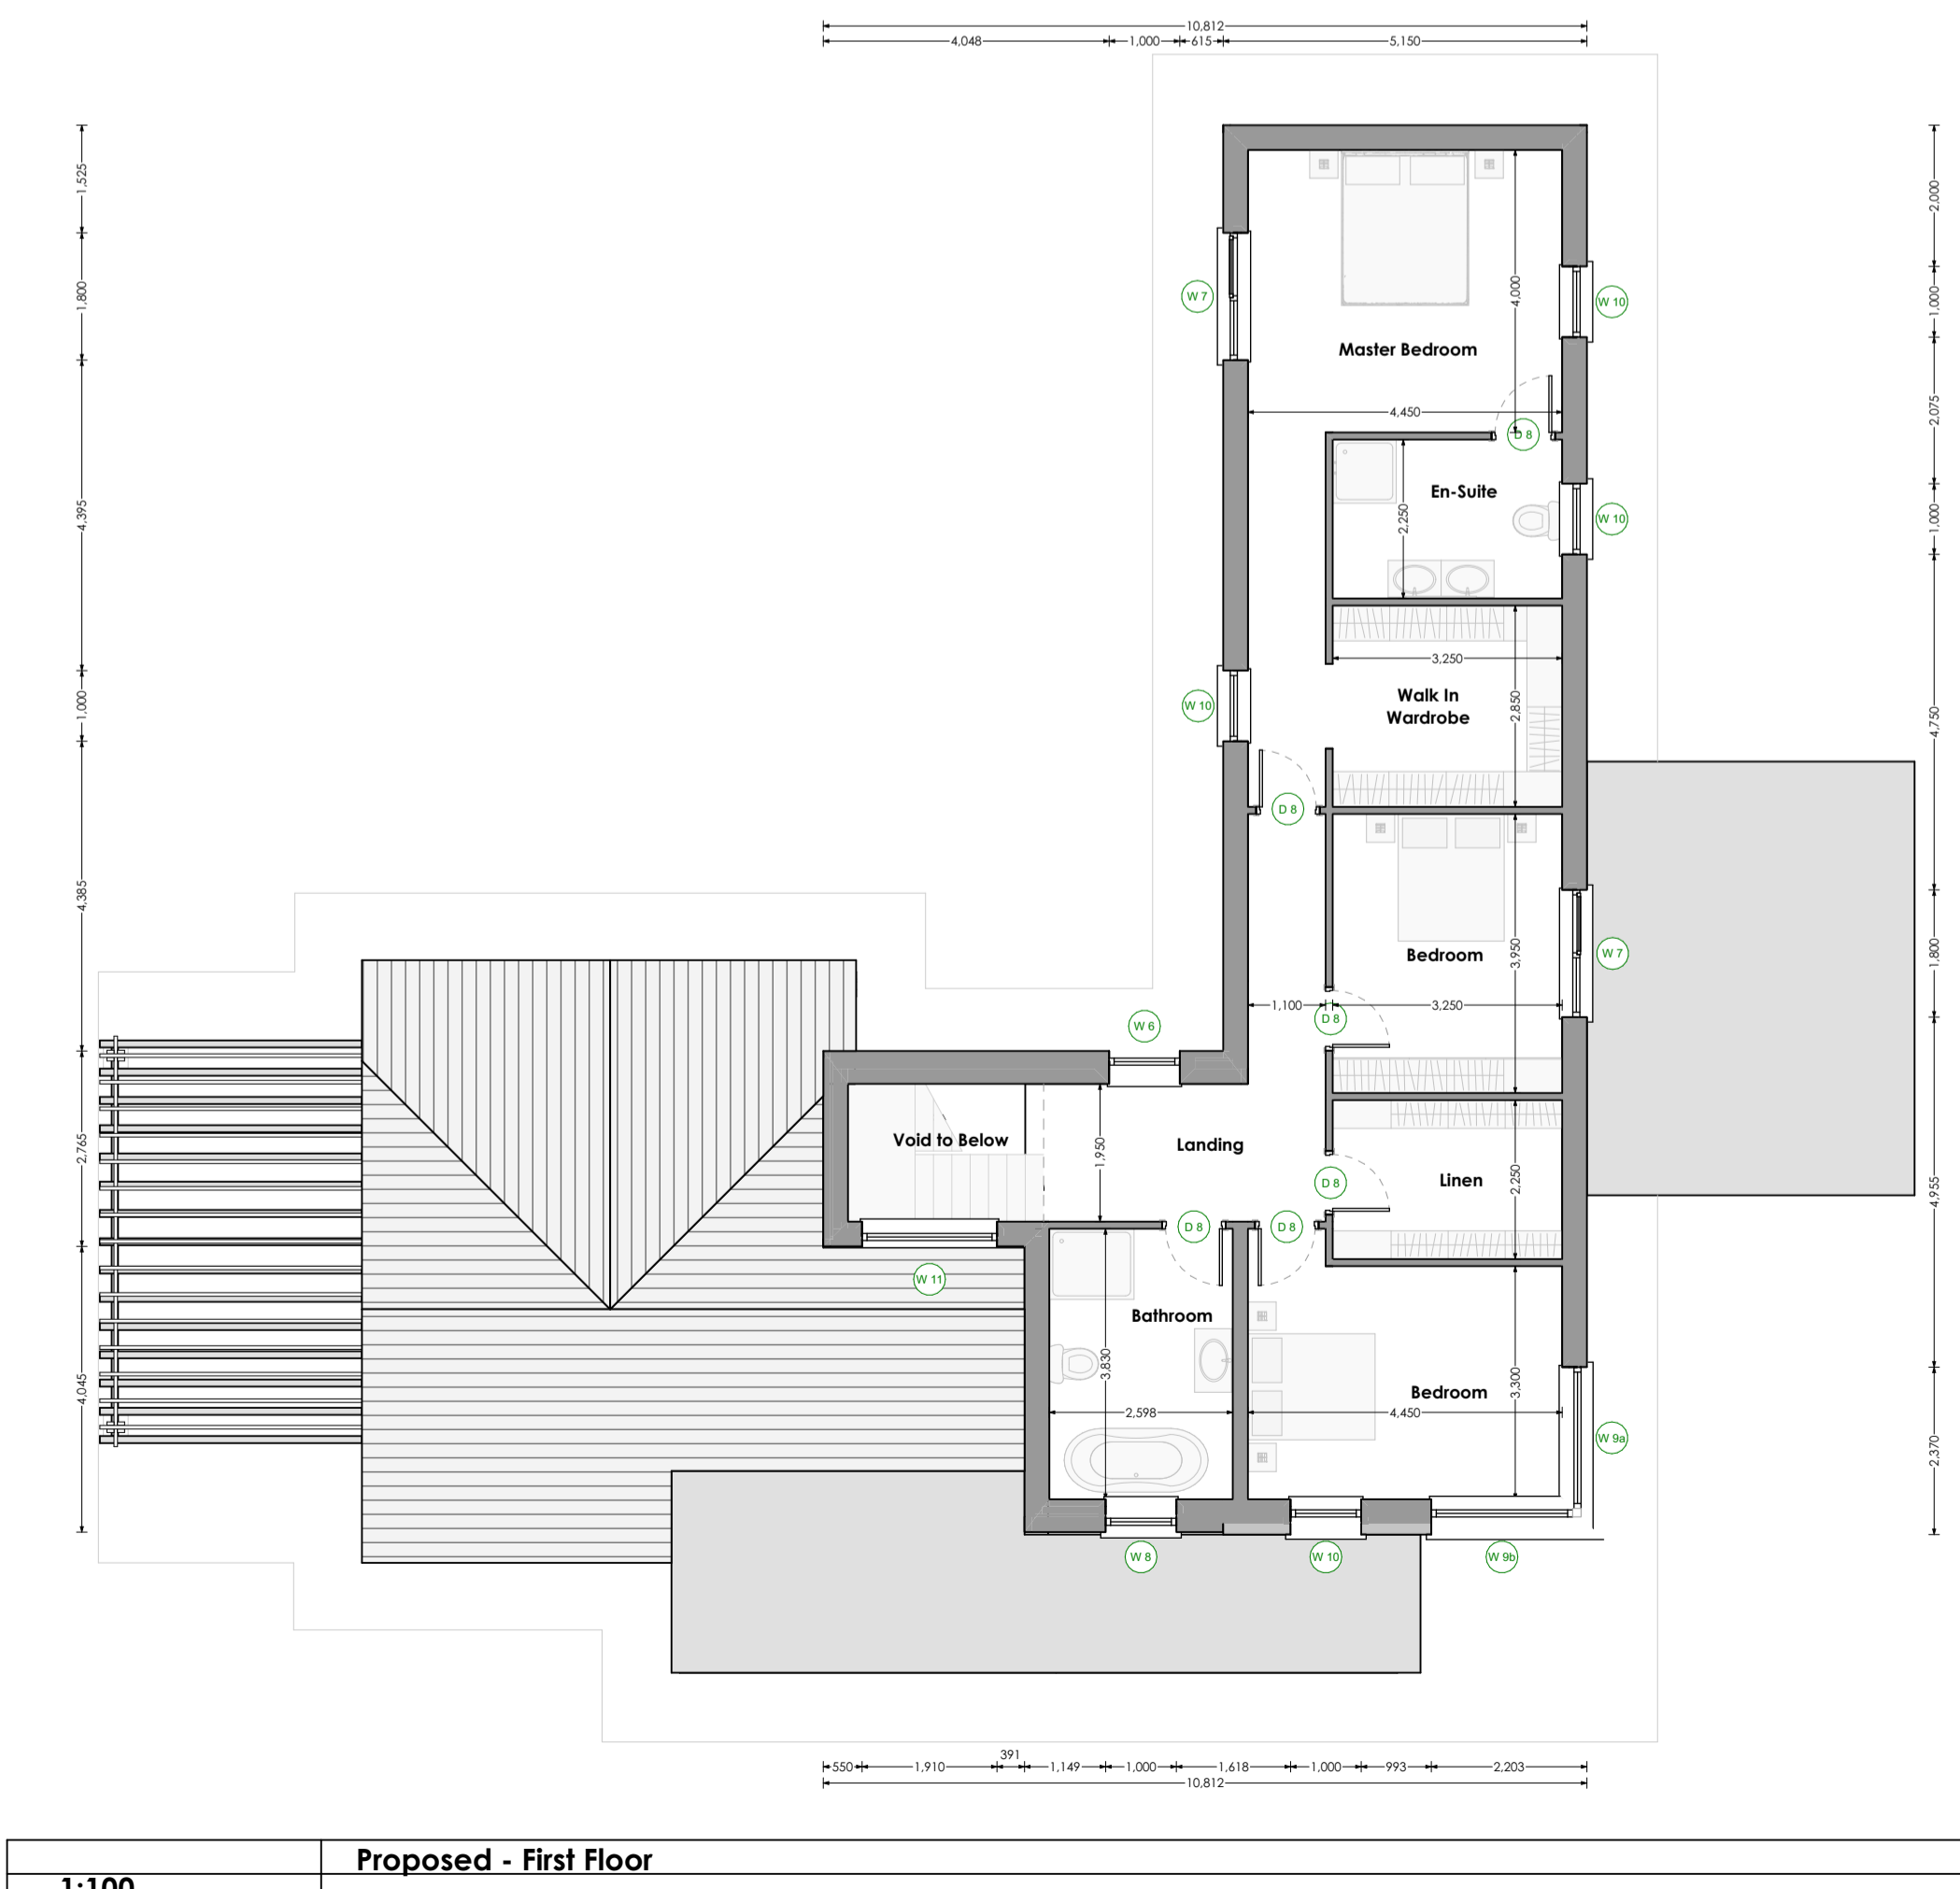 10,812
4,048 1,000 615 5,150
1,525
2,000
1,800
W 7
4,000
W 10
1,000
Master Bedroom
4,450
2,075
D 8
4,395
En-Suite
2,250
W 10
1,000
3,250
1,000
W 10
Walk In
Wardrobe
2,850
4,750
D 8
4,385
Bedroom
3,950
W 7
1,800
1,100
3,250
D 8
W 6
2,765
Void to Below
1,950
Landing
D 8
Linen
2,250
4,955
D 8
D 8
W 11
Bathroom
4,045
3,830
2,598
Bedroom
3,300
4,450
W 9a
2,370
W 8
W 10
W 9b
391
550 1,910 1,149 1,000 1,618 1,000 993 2,203
10,812
Proposed - First Floor
1:100